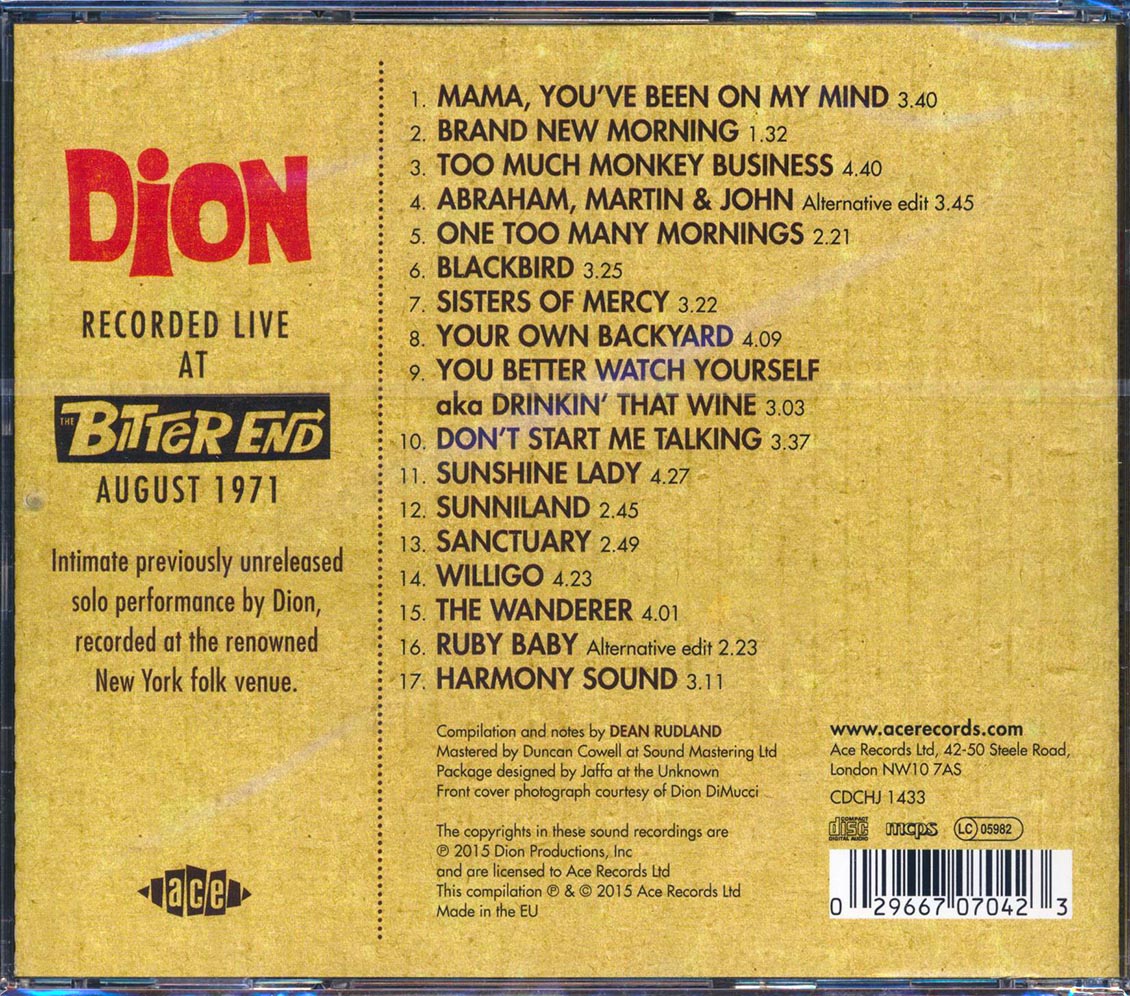 DiON
RECORDED LIVE
AT
THE BITTER END
AUGUST 1971
Intimate previously unreleased
solo performance by Dion,
recorded at the renowned
New York folk venue.
ace
1. MAMA, YOU'VE BEEN ON MY MIND 3.40
2. BRAND NEW MORNING 1.32
3. TOO MUCH MONKEY BUSINESS 4.40
4. ABRAHAM, MARTIN & JOHN Alternative edit 3.45
5. ONE TOO MANY MORNINGS 2.21
6. BLACKBIRD 3.25
7. SISTERS OF MERCY 3.22
8. YOUR OWN BACKYARD 4.09
9. YOU BETTER WATCH YOURSELF
aka DRINKIN' THAT WINE 3.03
10. DON'T START ME TALKING 3.37
11. SUNSHINE LADY 4.27
12. SUNNILAND 2.45
13. SANCTUARY 2.49
14. WILLIGO 4.23
15. THE WANDERER 4.01
16. RUBY BABY Alternative edit 2.23
17. HARMONY SOUND 3.11
Compilation and notes by DEAN RUDLAND
Mastered by Duncan Cowell at Sound Mastering Ltd
Package designed by Jaffa at the Unknown
Front cover photograph courtesy of Dion DiMucci
The copyrights in these sound recordings are
℗ 2015 Dion Productions, Inc
and are licensed to Ace Records Ltd
This compilation ℗ & © 2015 Ace Records Ltd
Made in the EU
www.acerecords.com
Ace Records Ltd, 42-50 Steele Road,
London NW10 7AS
CDCHJ 1433
COMPACT disc DIGITAL AUDIO mcps LC 05982
0 29667 07042 3